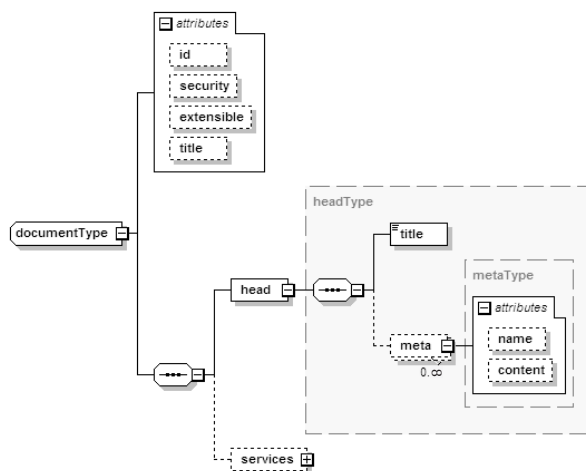 attributes
id
security
extensible
title
documentType
headType
title
head
metaType
attributes
name
content
meta
0..∞
services